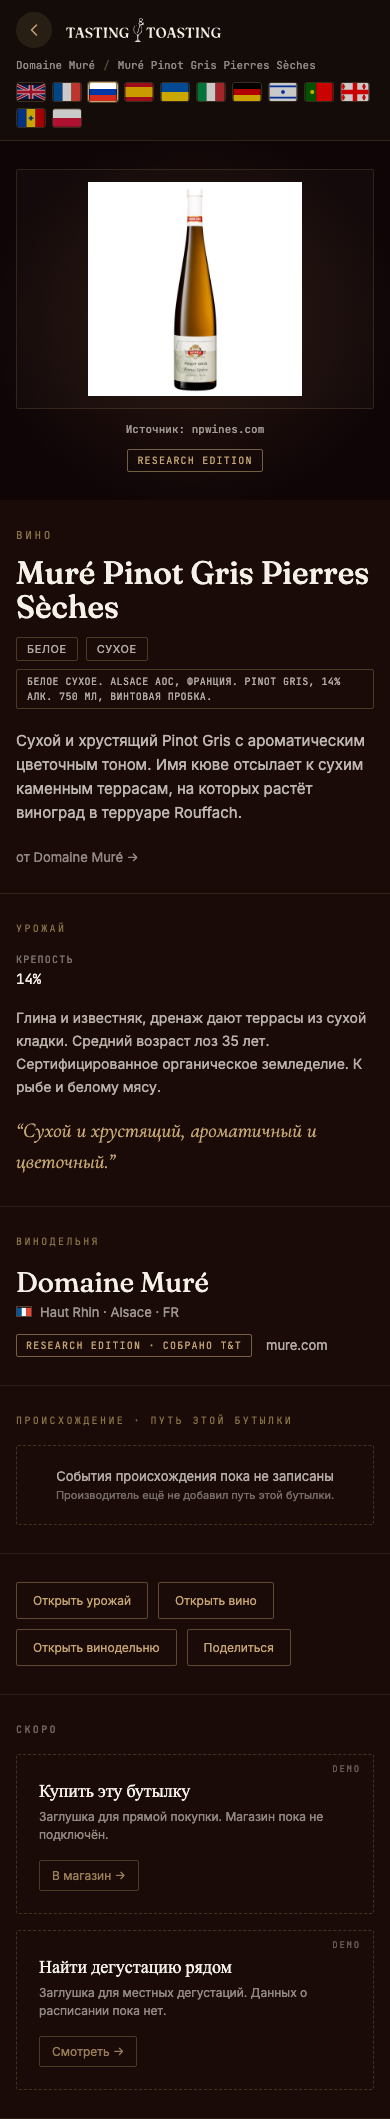 TASTING TOASTING
Domaine Muré / Muré Pinot Gris Pierres Sèches
Источник: npwines.com
RESEARCH EDITION
ВИНО
Muré Pinot Gris Pierres
Sèches
БЕЛОЕ
СУХОЕ
БЕЛОЕ СУХОЕ. ALSACE AOC, ФРАНЦИЯ. PINOT GRIS, 14%
АЛК. 750 МЛ, ВИНТОВАЯ ПРОБКА.
Сухой и хрустящий Pinot Gris с ароматическим
цветочным тоном. Имя кюве отсылает к сухим
каменным террасам, на которых растёт
виноград в терруаре Rouffach.
от Domaine Muré →
УРОЖАЙ
КРЕПОСТЬ
14%
Глина и известняк, дренаж дают террасы из сухой
кладки. Средний возраст лоз 35 лет.
Сертифицированное органическое земледелие. К
рыбе и белому мясу.
“Сухой и хрустящий, ароматичный и
цветочный.”
ВИНОДЕЛЬНЯ
Domaine Muré
Haut Rhin · Alsace · FR
RESEARCH EDITION · СОБРАНО T&T
mure.com
ПРОИСХОЖДЕНИЕ · ПУТЬ ЭТОЙ БУТЫЛКИ
События происхождения пока не записаны
Производитель ещё не добавил путь этой бутылки.
Открыть урожай
Открыть вино
Открыть винодельню
Поделиться
СКОРО
DEMO
Купить эту бутылку
Заглушка для прямой покупки. Магазин пока не
подключён.
В магазин →
DEMO
Найти дегустацию рядом
Заглушка для местных дегустаций. Данных о
расписании пока нет.
Смотреть →